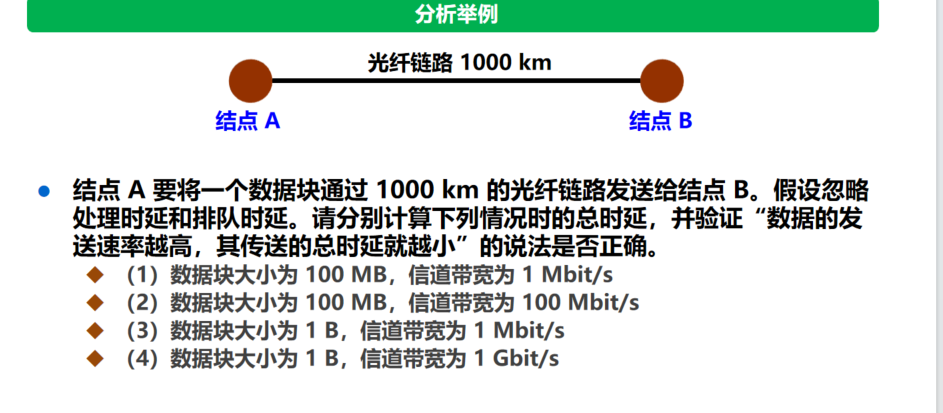 分析举例
光纤链路 1000 km
结点 A
结点 B
结点 A 要将一个数据块通过 1000 km 的光纤链路发送给结点 B。假设忽略
处理时延和排队时延。请分别计算下列情况时的总时延，并验证“数据的发
送速率越高，其传送的总时延就越小”的说法是否正确。
（1）数据块大小为 100 MB，信道带宽为 1 Mbit/s
（2）数据块大小为 100 MB，信道带宽为 100 Mbit/s
（3）数据块大小为 1 B，信道带宽为 1 Mbit/s
（4）数据块大小为 1 B，信道带宽为 1 Gbit/s